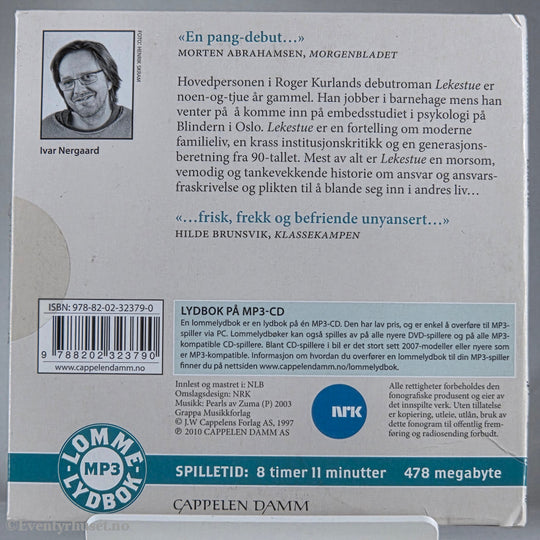 FOTO: HENRIK SKRAM
Ivar Nergaard
«En pang-debut…»
MORTEN ABRAHAMSEN, MORGENBLADET
Hovedpersonen i Roger Kurlands debutroman Lekestue er
noen-og-tjue år gammel. Han jobber i barnehage mens han
venter på å komme inn på embedsstudiet i psykologi på
Blindern i Oslo. Lekestue er en fortelling om moderne
familieliv, en krass institusjonskritikk og en generasjons-
beretning fra 90-tallet. Mest av alt er Lekestue en morsom,
vemodig og tankevekkende historie om ansvar og ansvars-
fraskrivelse og plikten til å blande seg inn i andres liv…
«…frisk, frekk og befriende unyansert…»
HILDE BRUNSVIK, KLASSEKAMPEN
ISBN: 978-82-02-32379-0
9 788202 323790
www.cappelendamm.no
LYDBOK PÅ MP3-CD
En lommelydbok er en lydbok på én MP3-CD. Den har lav pris, og er enkel å overføre til MP3-
spiller via PC. Lommelydbøker kan også spilles av på alle nyere DVD-spillere og på alle MP3-
kompatible CD-spillere. Blant CD-spillere i bil er det stort sett 2007-modeller eller nyere som
er MP3-kompatible. Informasjon om hvordan du overfører en lommelydbok til din MP3-spiller
finner du på nettsiden www.cappelendamm.no/lommelydbok.
Innlest og mastret i: NLB
Omslagsdesign: NRK
Musikk: Pearls av Zuma (P) 2003
Grappa Musikkforlag
© J.W Cappelens Forlag AS, 1997
℗ 2010 CAPPELEN DAMM AS
NRK
Alle rettigheter forbeholdes den
fonografiske produsent og eier av
det innspilte verk. Uten tillatelse
er kopiering, utleie, utlån, bruk av
dette fonogram til offentlig frem-
føring og radiosending forbudt.
LOMME-
MP3
LYDBOK
SPILLETID: 8 timer 11 minutter 478 megabyte
CAPPELEN DAMM
© Eventyrhuset.no